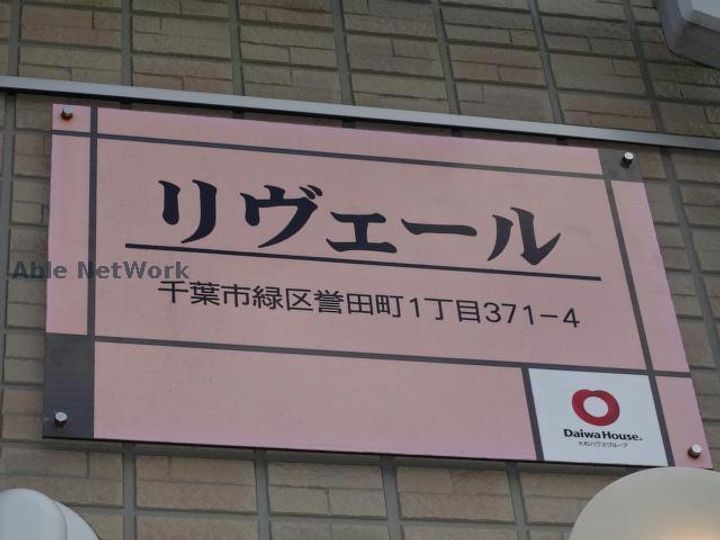 リヴェール
Able NetWork
千葉市緑区誉田町1丁目371-4
Daiwa House®
大和ハウスグループ